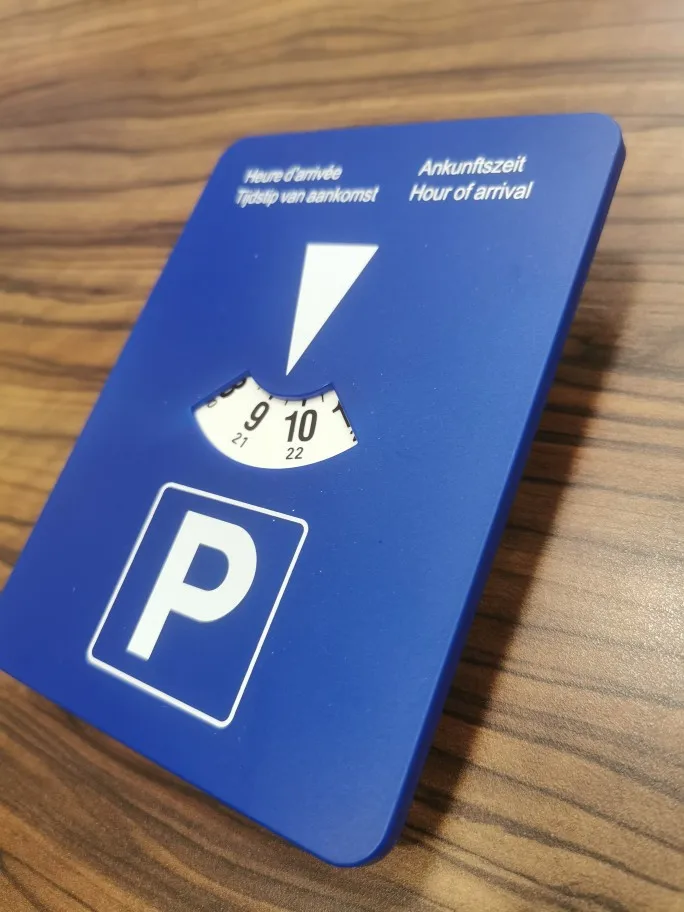 Heure d'arrivée
Tijdstip van aankomst
Ankunftszeit
Hour of arrival
9 10
21 22
P